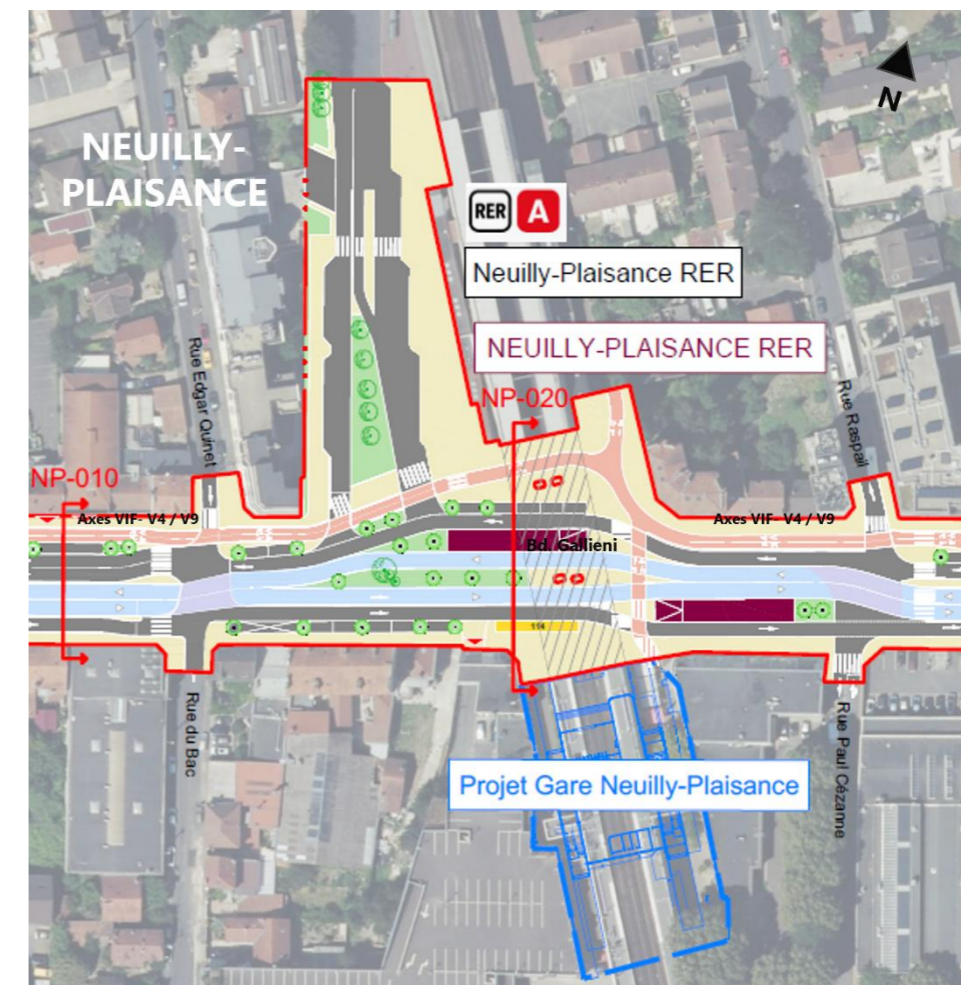 N
NEUILLY-
PLAISANCE
RER A
Neuilly-Plaisance RER
NEUILLY-PLAISANCE RER
Rue Edgar Quinet
Rue Raspail
NP-020
NP-010
Axes VIF- V4 / V9
Axes VIF- V4 / V9
Bd. Gallieni
114
Rue du Bac
Rue Paul Cézanne
Projet Gare Neuilly-Plaisance